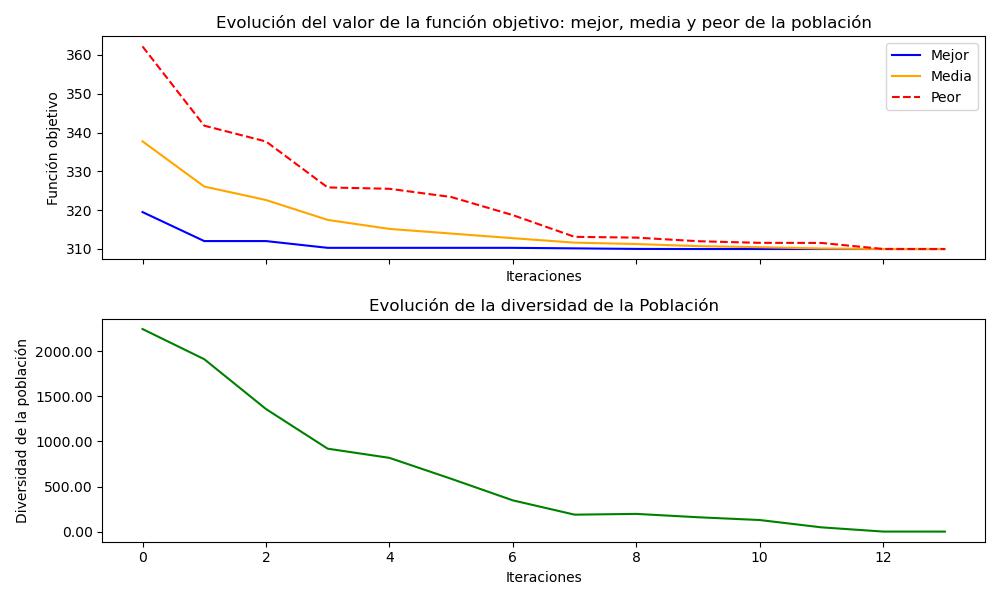 Evolución del valor de la función objetivo: mejor, media y peor de la población
Función objetivo
360
350
340
330
320
310
Mejor
Media
Peor
Iteraciones
Evolución de la diversidad de la Población
Diversidad de la población
2000.00
1500.00
1000.00
500.00
0.00
0 2 4 6 8 10 12
Iteraciones